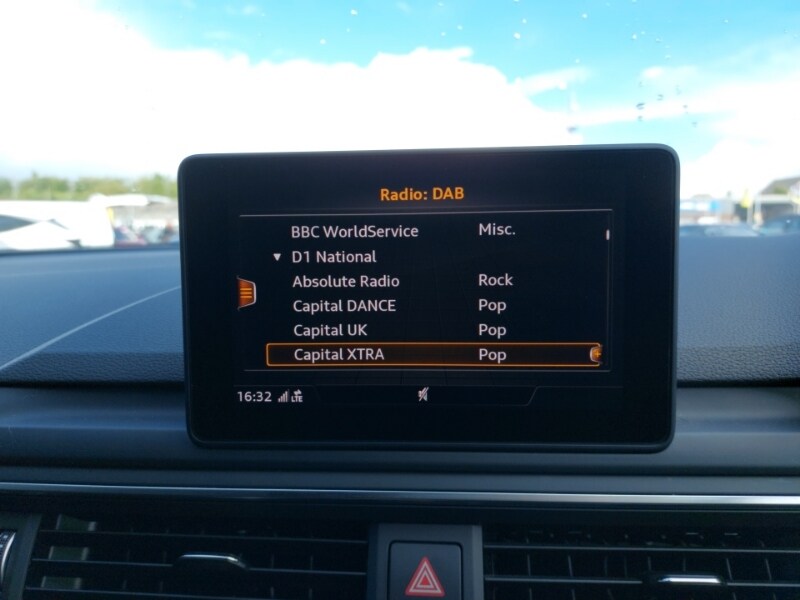 Radio: DAB
BBC WorldService Misc.
D1 National
Absolute Radio Rock
Capital DANCE Pop
Capital UK Pop
Capital XTRA Pop
16:32 LTE